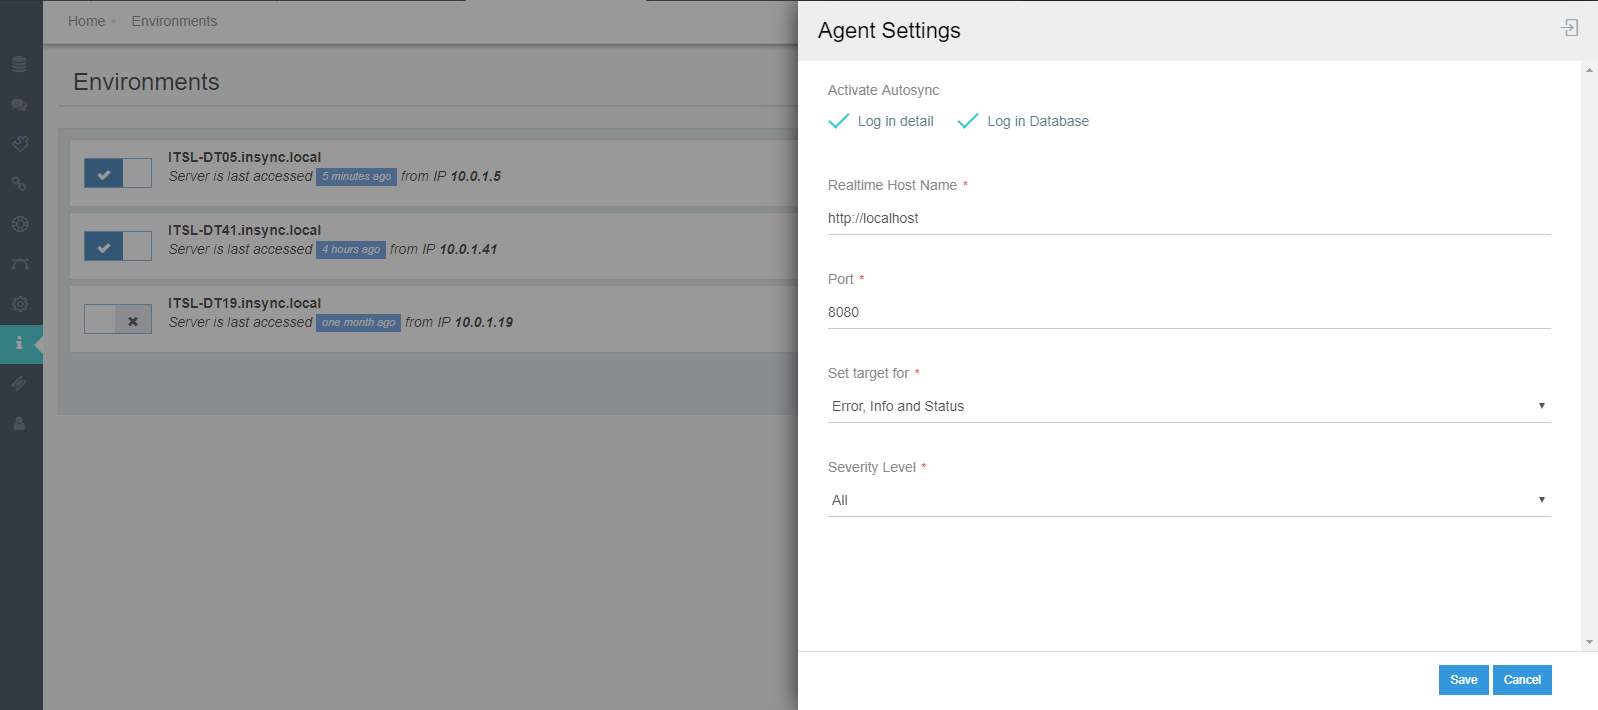 Home Environments
Environments
ITSL-DT05.insync.local
Server is last accessed 5 minutes ago from IP 10.0.1.5
ITSL-DT41.insync.local
Server is last accessed 4 hours ago from IP 10.0.1.41
ITSL-DT19.insync.local
Server is last accessed one month ago from IP 10.0.1.19
Agent Settings
Activate Autosync
Log in detail Log in Database
Realtime Host Name *
http://localhost
Port *
8080
Set target for *
Error, Info and Status
Severity Level *
All
Save Cancel